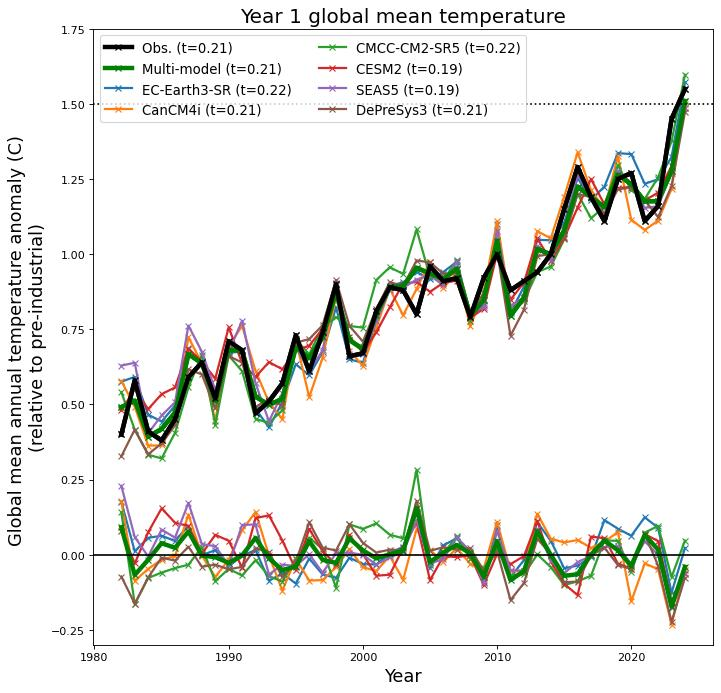 Year 1 global mean temperature
Obs. (t=0.21)
Multi-model (t=0.21)
EC-Earth3-SR (t=0.22)
CanCM4i (t=0.21)
CMCC-CM2-SR5 (t=0.22)
CESM2 (t=0.19)
SEAS5 (t=0.19)
DePreSys3 (t=0.21)
Global mean annual temperature anomaly (C)
(relative to pre-industrial)
1.75
1.50
1.25
1.00
0.75
0.50
0.25
0.00
−0.25
1980
1990
2000
2010
2020
Year